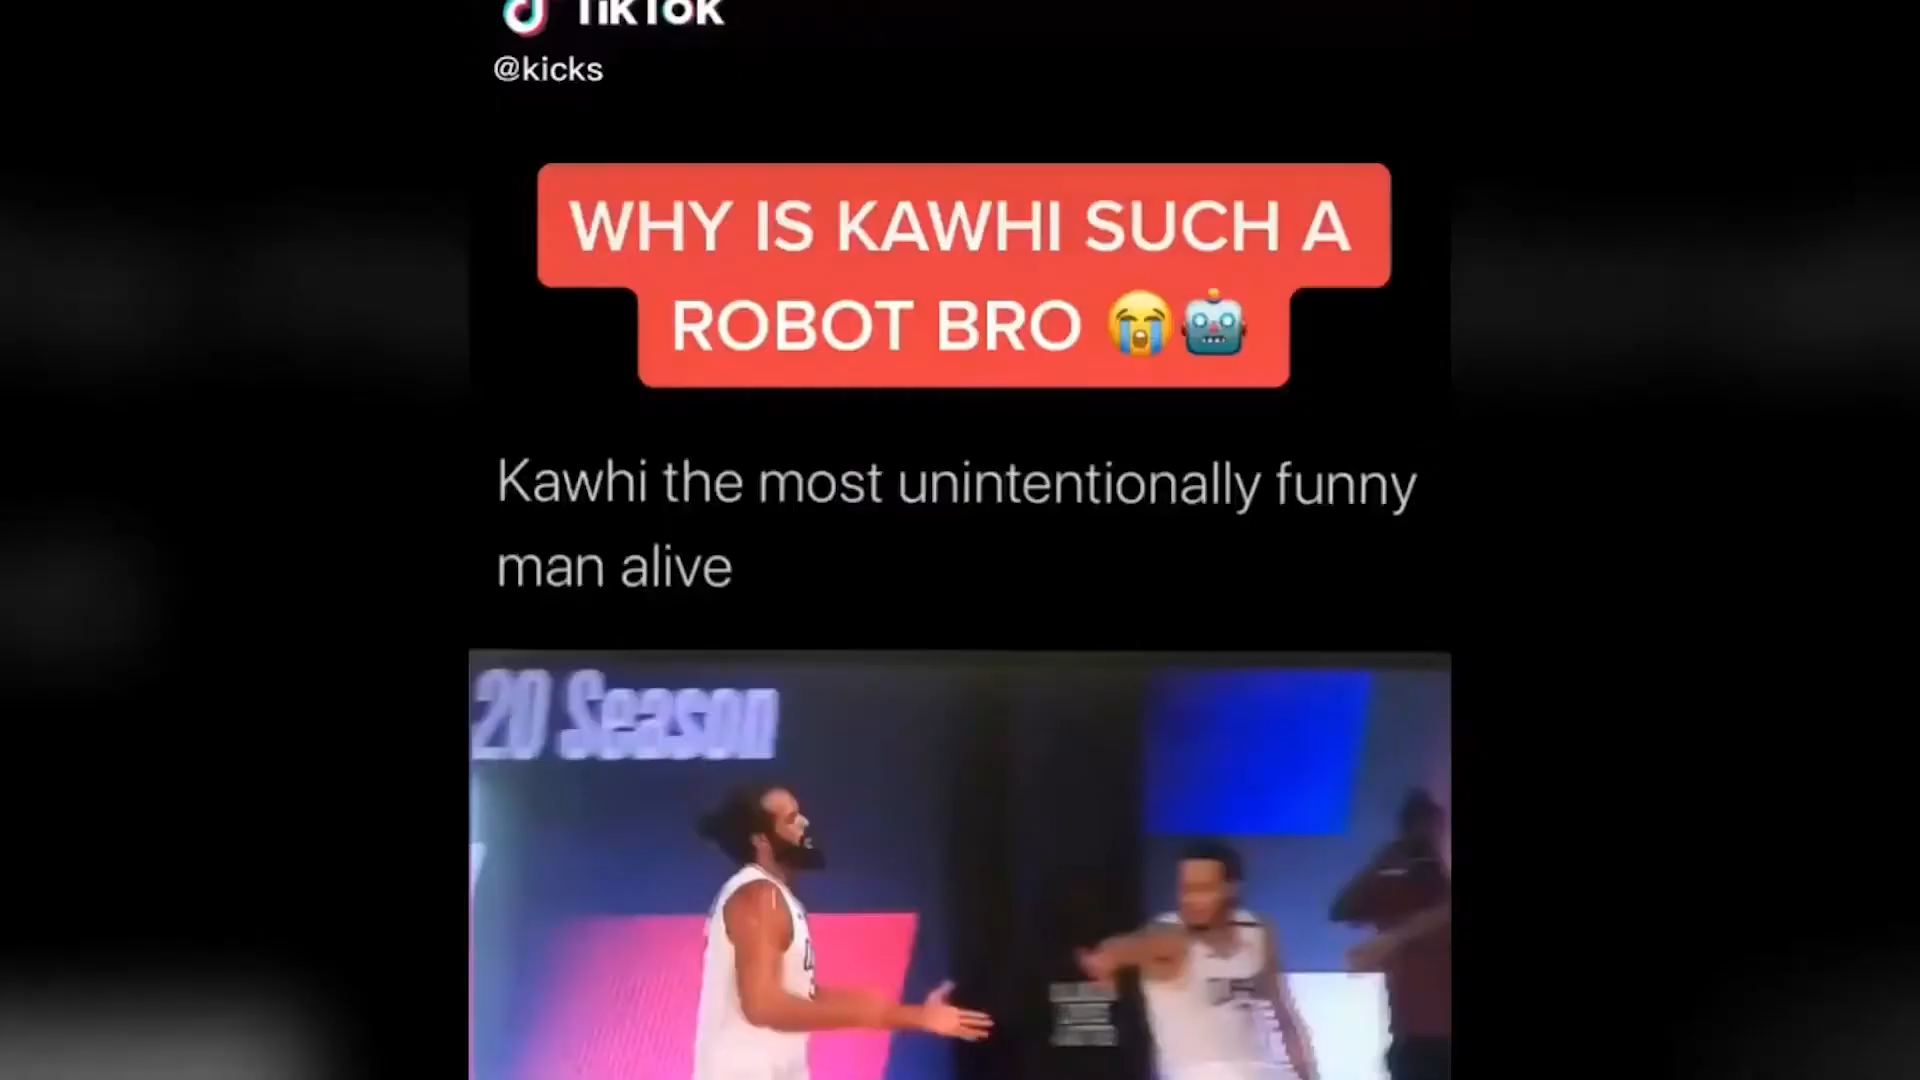 TikTok
@kicks
WHY IS KAWHI SUCH A
ROBOT BRO 😭🤖
Kawhi the most unintentionally funny
man alive
20 Season